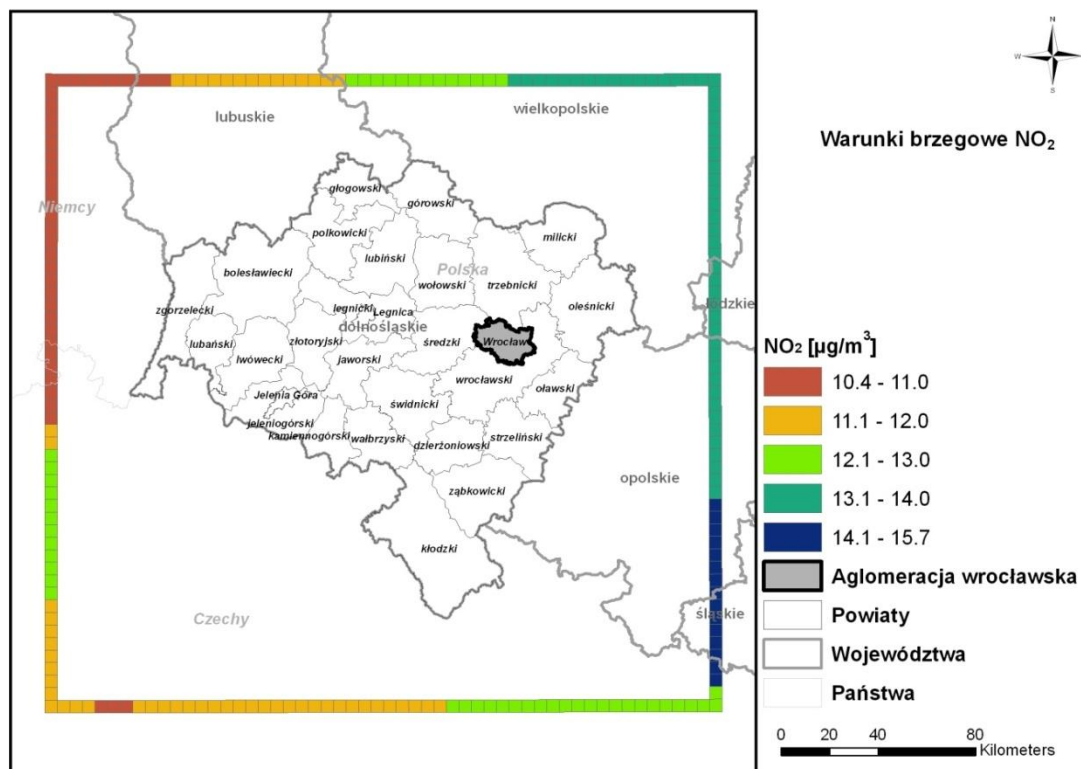 N
W
E
S
Warunki brzegowe NO₂
lubuskie
wielkopolskie
Niemcy
głogowski
górowski
polkowicki
milicki
lubiński
Polska
bolesławiecki
wołowski
trzebnicki
zgorzelecki
legnicki
Legnica
oleśnicki
łódzkie
dolnośląskie
lubański
złotoryjski
średzki
Wrocław
lwówecki
jaworski
wrocławski
oławski
Jelenia Góra
świdnicki
jeleniogórski
kamiennogórski
wałbrzyski
dzierżoniowski
strzeliński
ząbkowicki
opolskie
kłodzki
Czechy
śląskie
NO₂ [µg/m³]
10.4 - 11.0
11.1 - 12.0
12.1 - 13.0
13.1 - 14.0
14.1 - 15.7
Aglomeracja wrocławska
Powiaty
Województwa
Państwa
0 20 40 80
Kilometers